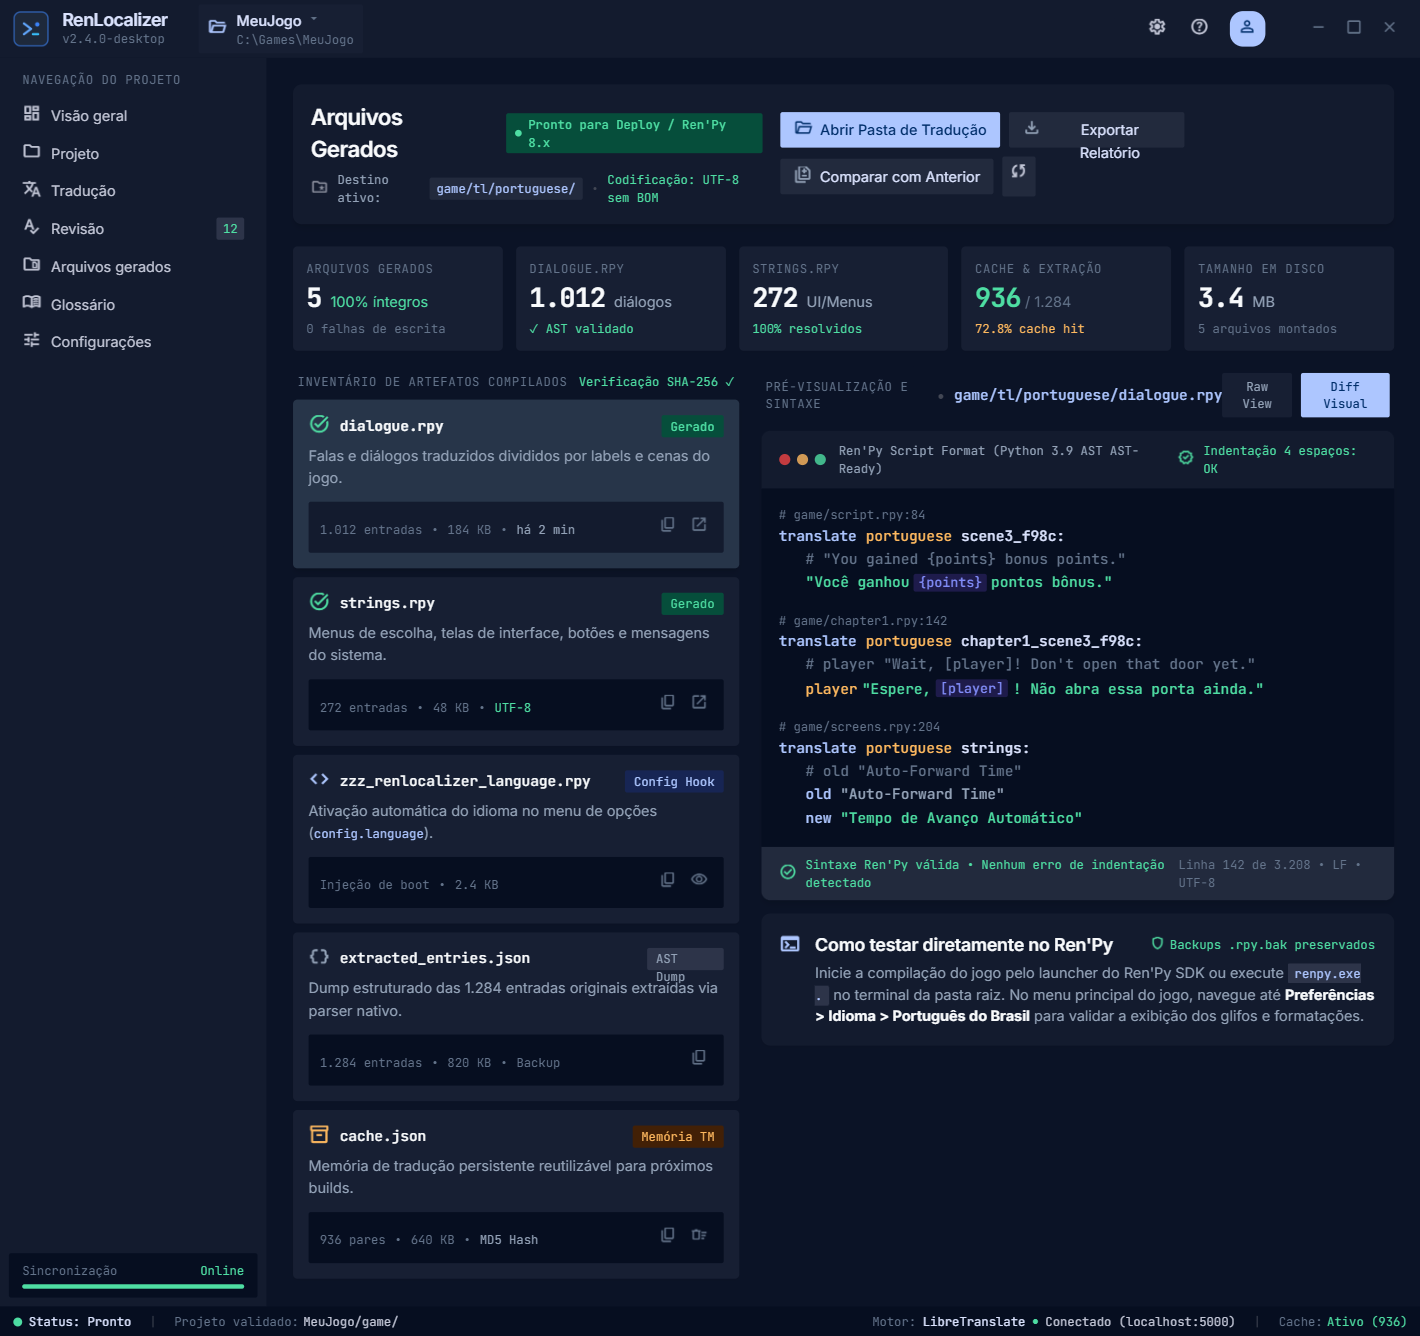 RenLocalizer
v2.4.0-desktop
MeuJogo
C:\Games\MeuJogo
NAVEGAÇÃO DO PROJETO
Visão geral
Projeto
Tradução
Revisão
12
Arquivos gerados
Glossário
Configurações
Sincronização
Online
Arquivos
Gerados
Pronto para Deploy / Ren'Py
8.x
Destino
ativo:
game/tl/portuguese/
•
Codificação: UTF-8
sem BOM
Abrir Pasta de Tradução
Exportar
Relatório
Comparar com Anterior
ARQUIVOS GERADOS
5 100% íntegros
0 falhas de escrita
DIALOGUE.RPY
1.012 diálogos
✓ AST validado
STRINGS.RPY
272 UI/Menus
100% resolvidos
CACHE & EXTRAÇÃO
936 / 1.284
72.8% cache hit
TAMANHO EM DISCO
3.4 MB
5 arquivos montados
INVENTÁRIO DE ARTEFATOS COMPILADOS
Verificação SHA-256 ✓
dialogue.rpy
Gerado
Falas e diálogos traduzidos divididos por labels e cenas do
jogo.
1.012 entradas • 184 KB • há 2 min
strings.rpy
Gerado
Menus de escolha, telas de interface, botões e mensagens
do sistema.
272 entradas • 48 KB • UTF-8
zzz_renlocalizer_language.rpy
Config Hook
Ativação automática do idioma no menu de opções
(config.language).
Injeção de boot • 2.4 KB
extracted_entries.json
AST
Dump
Dump estruturado das 1.284 entradas originais extraídas via
parser nativo.
1.284 entradas • 820 KB • Backup
cache.json
Memória TM
Memória de tradução persistente reutilizável para próximos
builds.
936 pares • 640 KB • MD5 Hash
PRÉ-VISUALIZAÇÃO E
SINTAXE
• game/tl/portuguese/dialogue.rpy
Raw
View
Diff
Visual
Ren'Py Script Format (Python 3.9 AST AST-
Ready)
Indentação 4 espaços:
OK
# game/script.rpy:84
translate portuguese scene3_f98c:
# "You gained {points} bonus points."
"Você ganhou {points} pontos bônus."
# game/chapter1.rpy:142
translate portuguese chapter1_scene3_f98c:
# player "Wait, [player]! Don't open that door yet."
player "Espere, [player] ! Não abra essa porta ainda."
# game/screens.rpy:204
translate portuguese strings:
# old "Auto-Forward Time"
old "Auto-Forward Time"
new "Tempo de Avanço Automático"
Sintaxe Ren'Py válida • Nenhum erro de indentação
detectado
Linha 142 de 3.208 • LF •
UTF-8
Como testar diretamente no Ren'Py
Backups .rpy.bak preservados
Inicie a compilação do jogo pelo launcher do Ren'Py SDK ou execute renpy.exe
. no terminal da pasta raiz. No menu principal do jogo, navegue até Preferências
> Idioma > Português do Brasil para validar a exibição dos glifos e formatações.
Status: Pronto | Projeto validado: MeuJogo/game/
Motor: LibreTranslate • Conectado (localhost:5000) | Cache: Ativo (936)